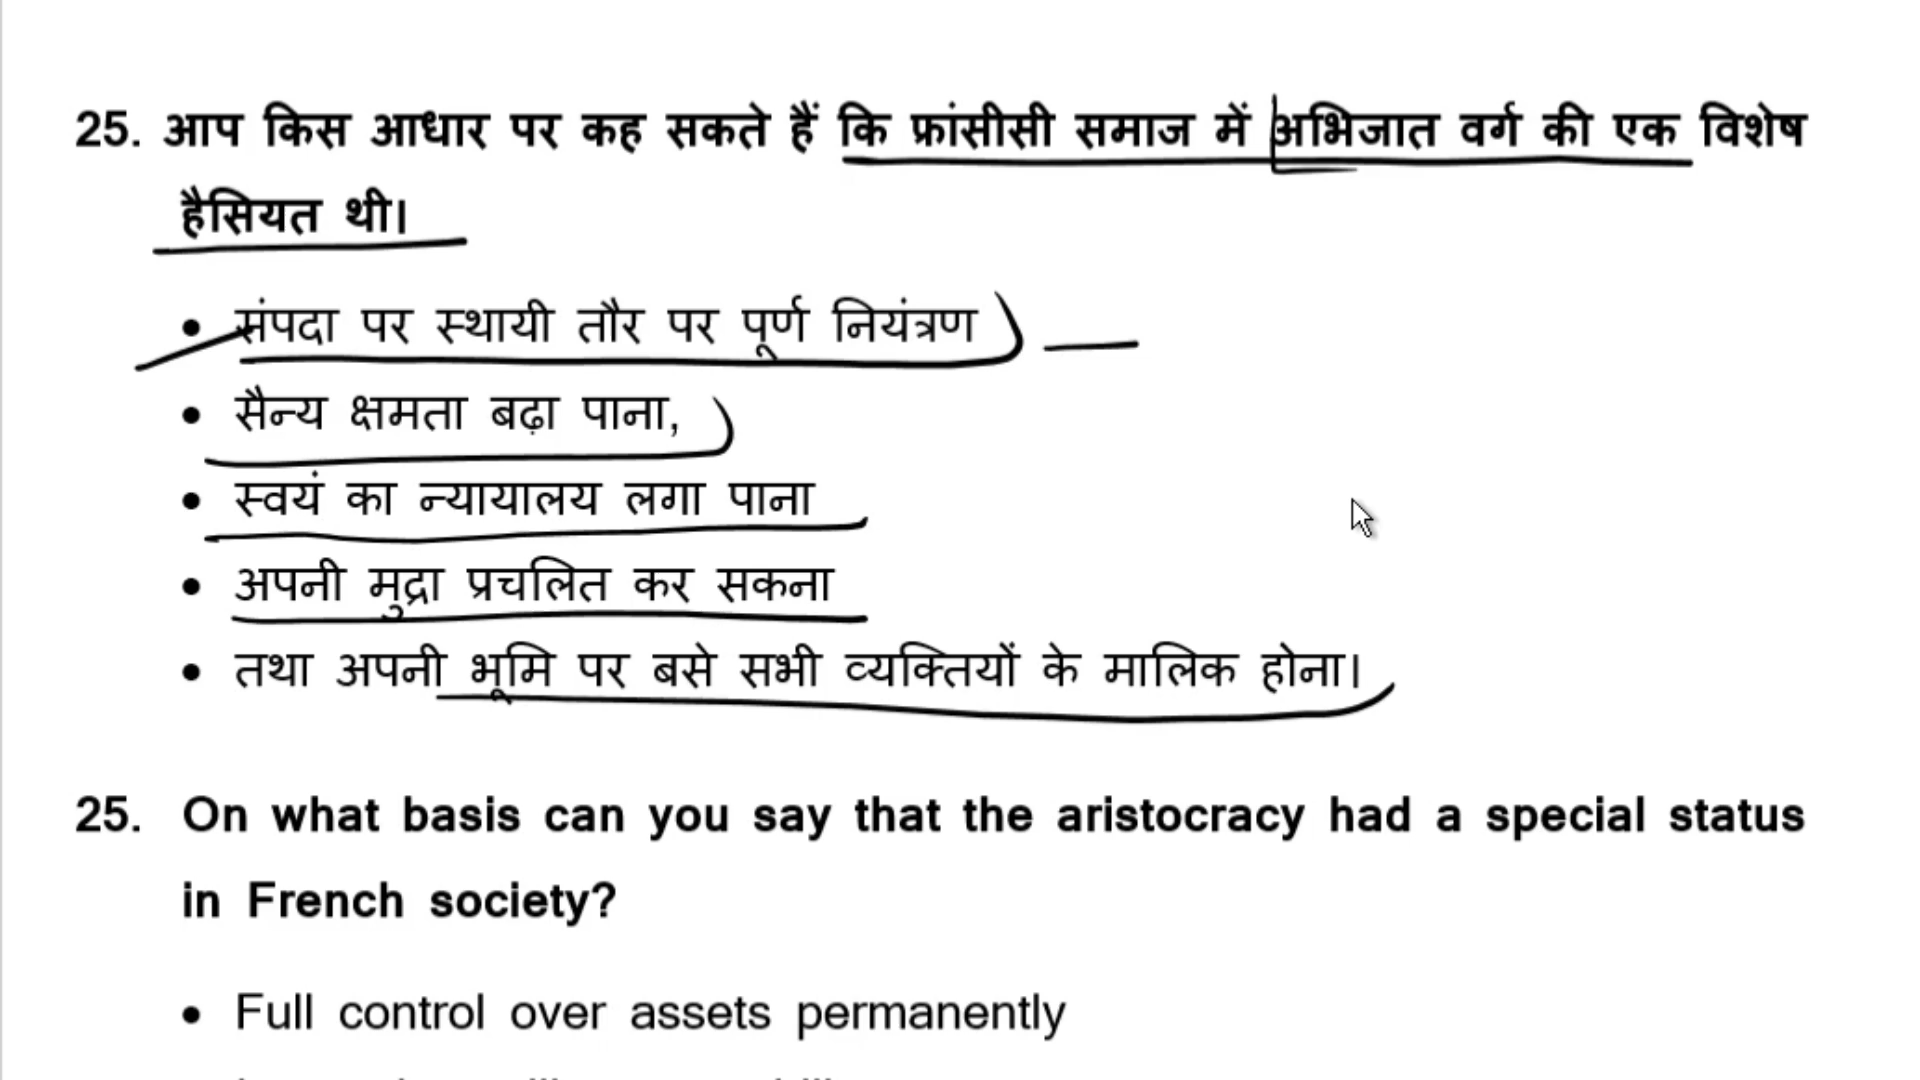 25. आप किस आधार पर कह सकते हैं कि फ्रांसीसी समाज में अभिजात वर्ग की एक विशेष
हैसियत थी।
• संपदा पर स्थायी तौर पर पूर्ण नियंत्रण
• सैन्य क्षमता बढ़ा पाना,
• स्वयं का न्यायालय लगा पाना
• अपनी मुद्रा प्रचलित कर सकना
• तथा अपनी भूमि पर बसे सभी व्यक्तियों के मालिक होना।
25. On what basis can you say that the aristocracy had a special status
in French society?
• Full control over assets permanently